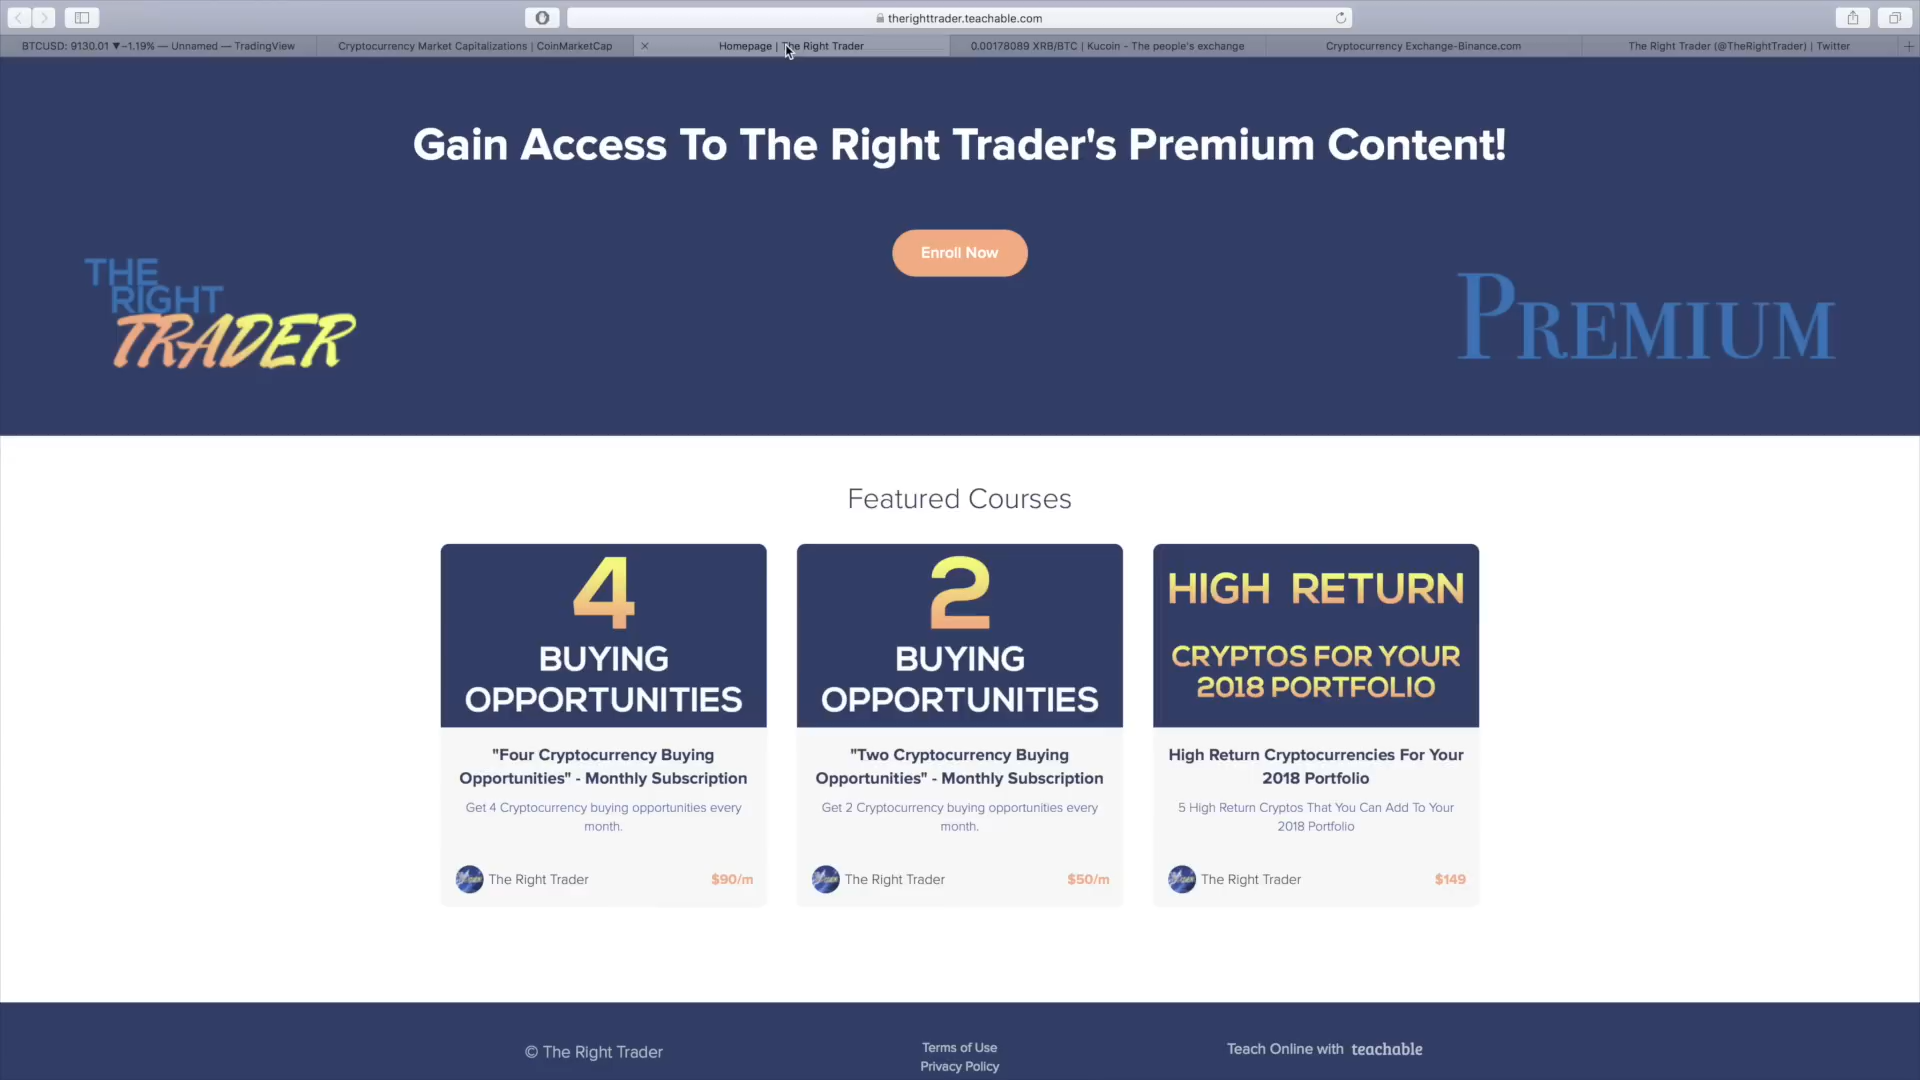 therighttrader.teachable.com
BTCUSD: 9130.01 ▼−1.19% — Unnamed — TradingView
Cryptocurrency Market Capitalizations | CoinMarketCap
Homepage | The Right Trader
0.00178089 XRB/BTC | Kucoin - The people's exchange
Cryptocurrency Exchange-Binance.com
The Right Trader (@TheRightTrader) | Twitter
Gain Access To The Right Trader's Premium Content!
Enroll Now
THE
RIGHT
TRADER
PREMIUM
Featured Courses
4
BUYING
OPPORTUNITIES
"Four Cryptocurrency Buying
Opportunities" - Monthly Subscription
Get 4 Cryptocurrency buying opportunities every
month.
The Right Trader
$90/m
2
BUYING
OPPORTUNITIES
"Two Cryptocurrency Buying
Opportunities" - Monthly Subscription
Get 2 Cryptocurrency buying opportunities every
month.
The Right Trader
$50/m
HIGH RETURN
CRYPTOS FOR YOUR
2018 PORTFOLIO
High Return Cryptocurrencies For Your
2018 Portfolio
5 High Return Cryptos That You Can Add To Your
2018 Portfolio
The Right Trader
$149
© The Right Trader
Terms of Use
Privacy Policy
Teach Online with teachable